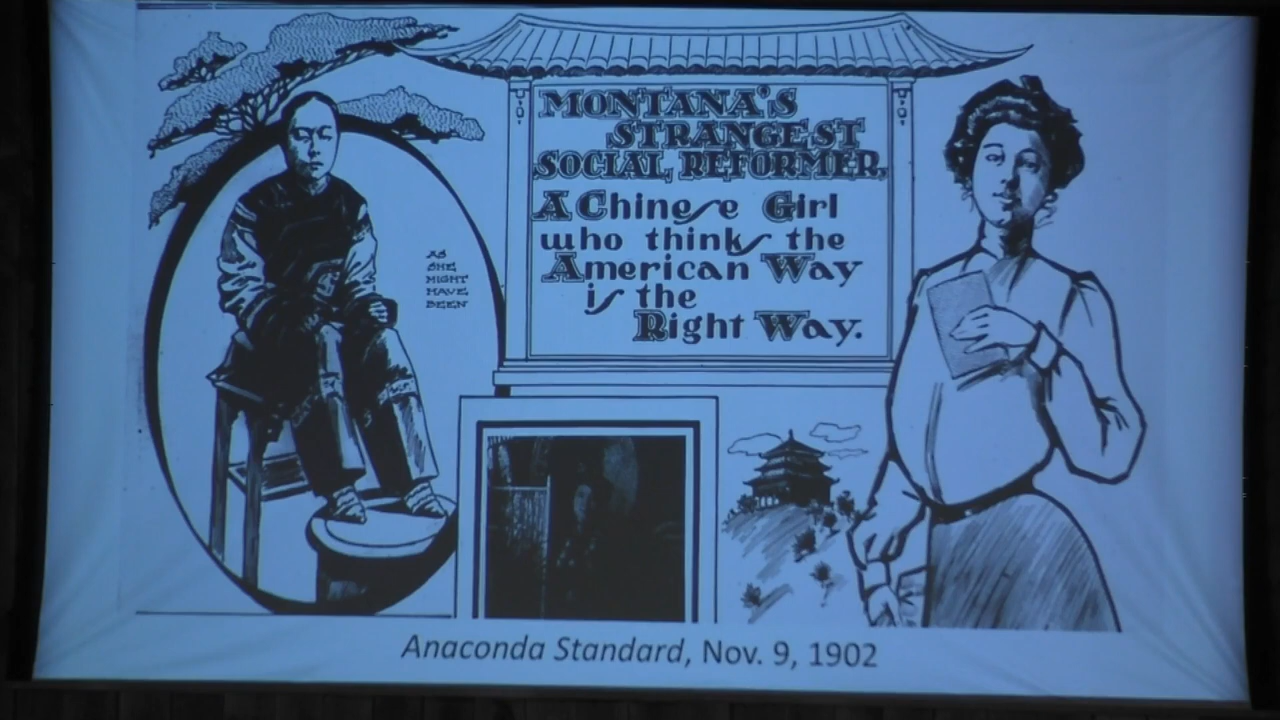 MONTANA'S
STRANGEST
SOCIAL REFORMER,
A Chinese Girl
who thinks the
American Way
is the
Right Way.
AS
SHE
MIGHT
HAVE
BEEN
Anaconda Standard, Nov. 9, 1902